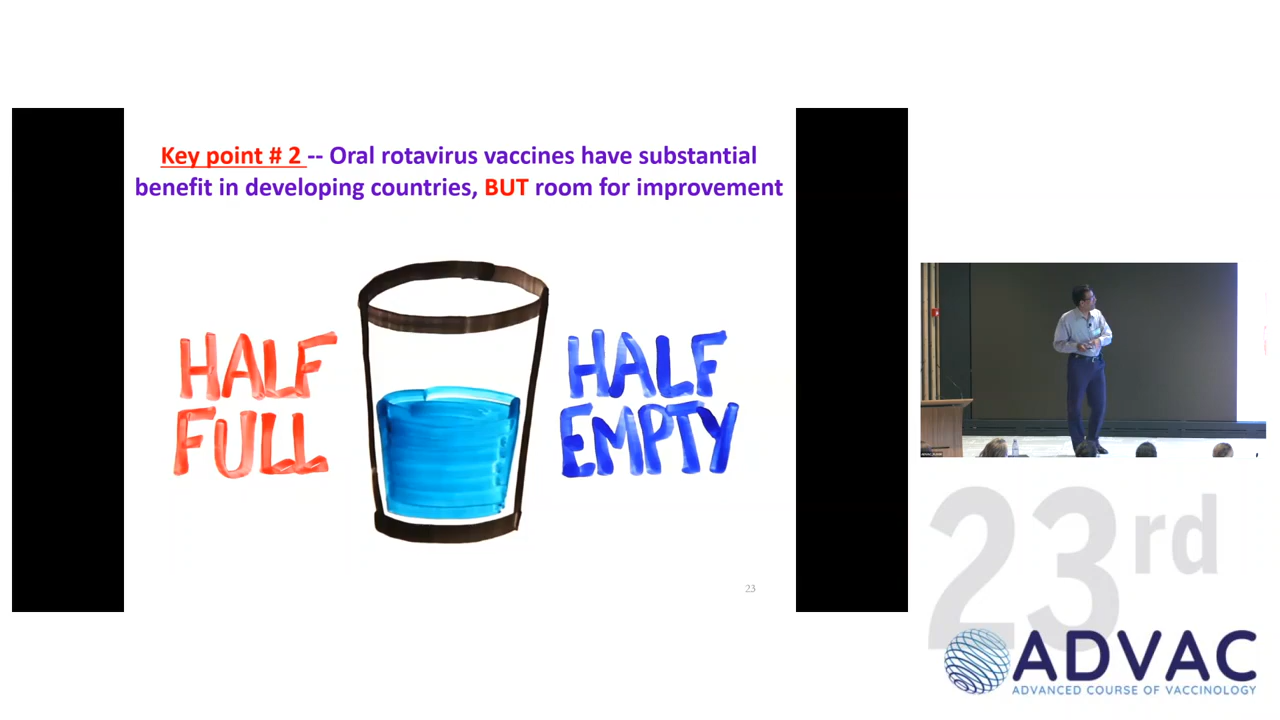 Key point # 2 -- Oral rotavirus vaccines have substantial
benefit in developing countries, BUT room for improvement
HALF
FULL
HALF
EMPTY
23
23rd
ADVAC
ADVANCED COURSE OF VACCINOLOGY